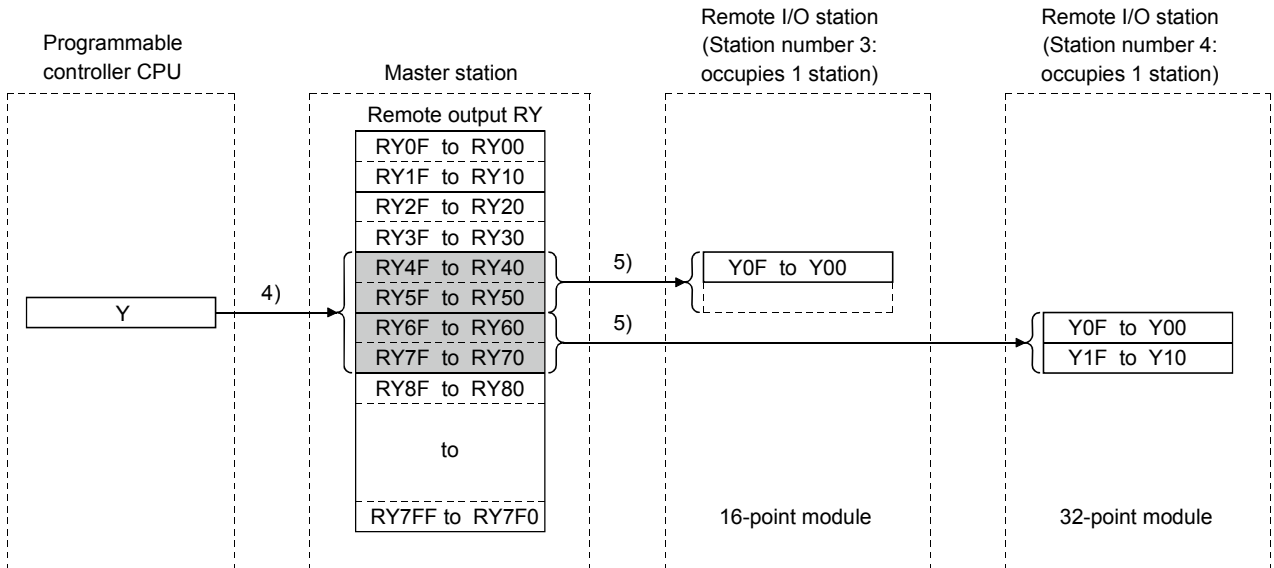 Programmable
controller CPU
Y
4)
Master station
Remote output RY
RY0F to RY00
RY1F to RY10
RY2F to RY20
RY3F to RY30
RY4F to RY40
RY5F to RY50
RY6F to RY60
RY7F to RY70
RY8F to RY80
to
RY7FF to RY7F0
5)
5)
Remote I/O station
(Station number 3:
occupies 1 station)
Y0F to Y00
16-point module
Remote I/O station
(Station number 4:
occupies 1 station)
Y0F to Y00
Y1F to Y10
32-point module